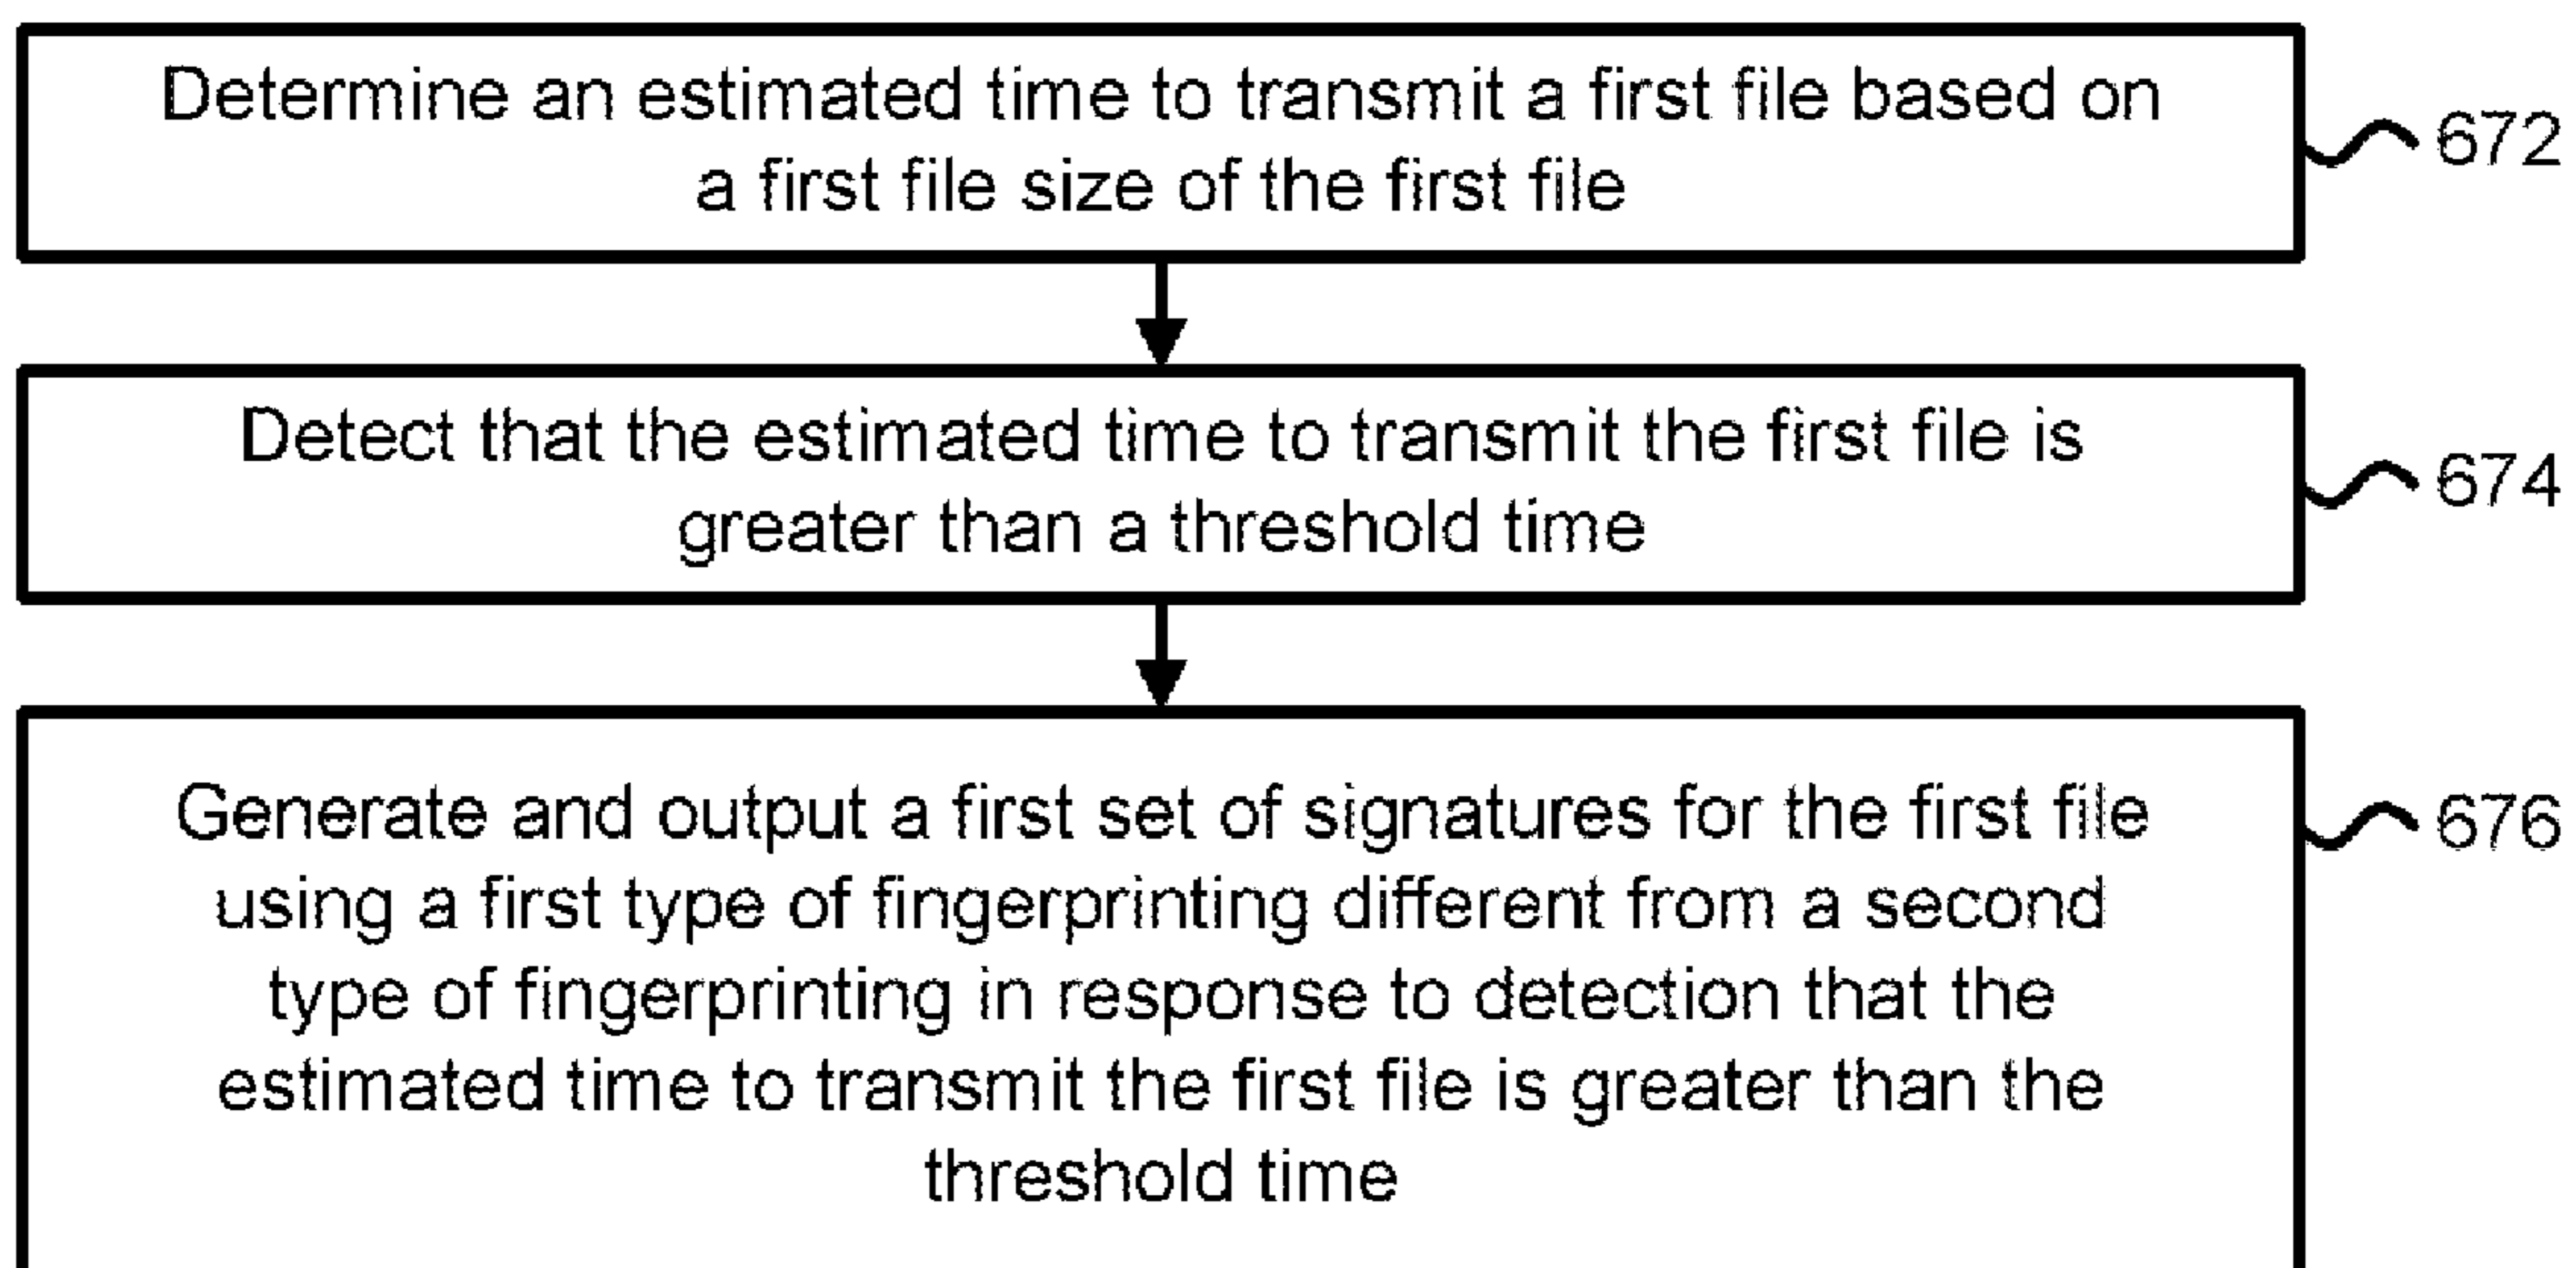 Determine an estimated time to transmit a first file based on
a first file size of the first file
672
Detect that the estimated time to transmit the first file is
greater than a threshold time
674
Generate and output a first set of signatures for the first file
using a first type of fingerprinting different from a second
type of fingerprinting in response to detection that the
estimated time to transmit the first file is greater than the
threshold time
676